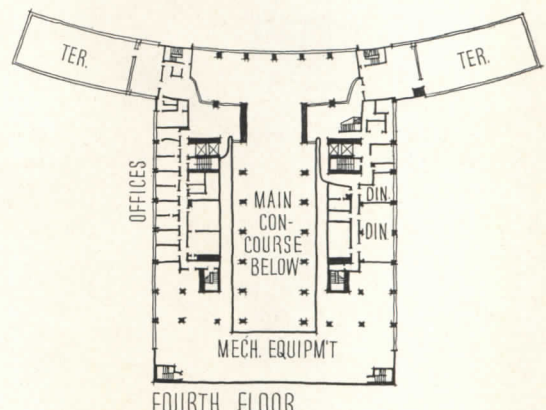 TER.
TER.
OFFICES
MAIN
CON-
COURSE
BELOW
DIN.
DIN.
MECH. EQUIPM'T
FOURTH FLOOR